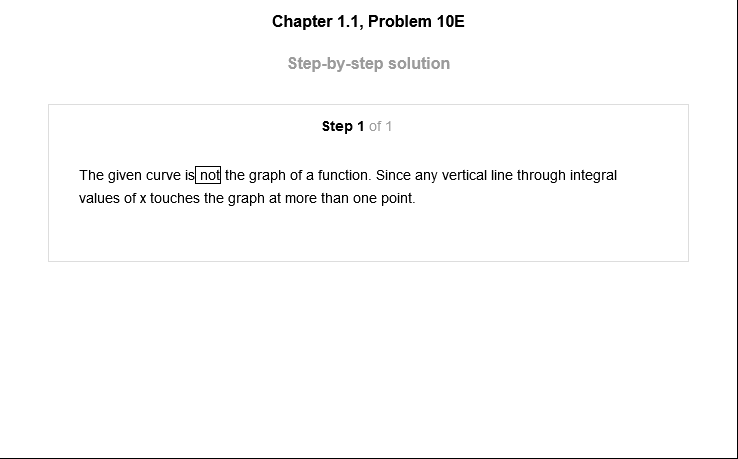 Chapter 1.1, Problem 10E
Step-by-step solution
Step 1 of 1
The given curve is not the graph of a function. Since any vertical line through integral
values of x touches the graph at more than one point.